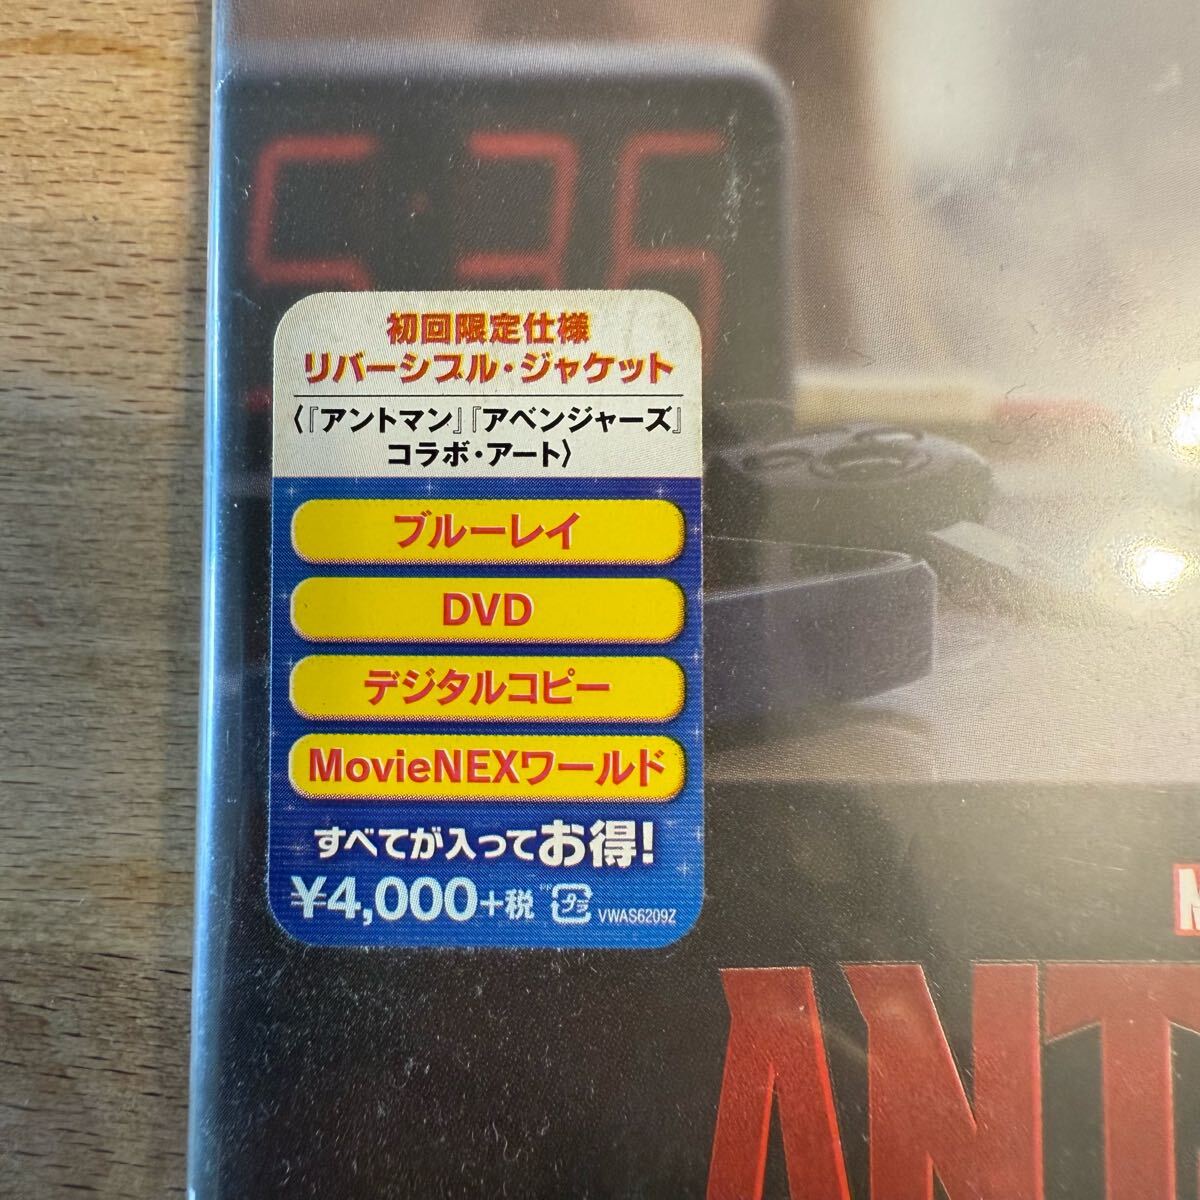 5:36
初回限定仕様
リバーシブル・ジャケット
〈『アントマン』『アベンジャーズ』
コラボ・アート〉
ブルーレイ
DVD
デジタルコピー
MovieNEXワールド
すべてが入ってお得!
¥4,000+税 VWAS6209Z
M
ANT